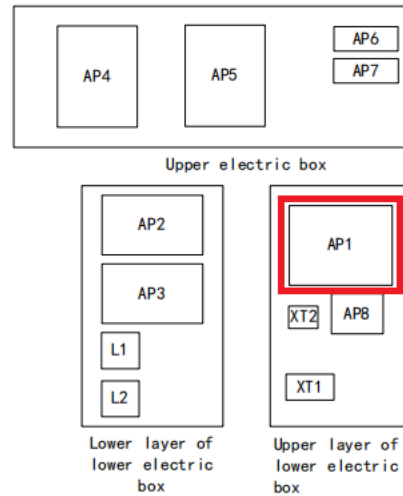 AP4
AP5
AP6
AP7
Upper electric box
AP2
AP3
L1
L2
Lower layer of
lower electric
box
AP1
XT2
AP8
XT1
Upper layer of
lower electric
box